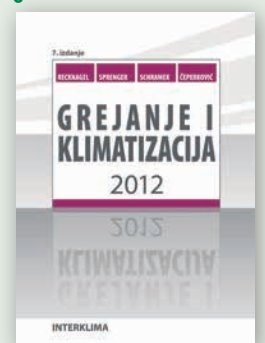 7. izdanje
RECKNAGEL SPRENGER SCHRAMEK ČEPERKOVIĆ
GREJANJE I
KLIMATIZACIJA
2012
INTERKLIMA